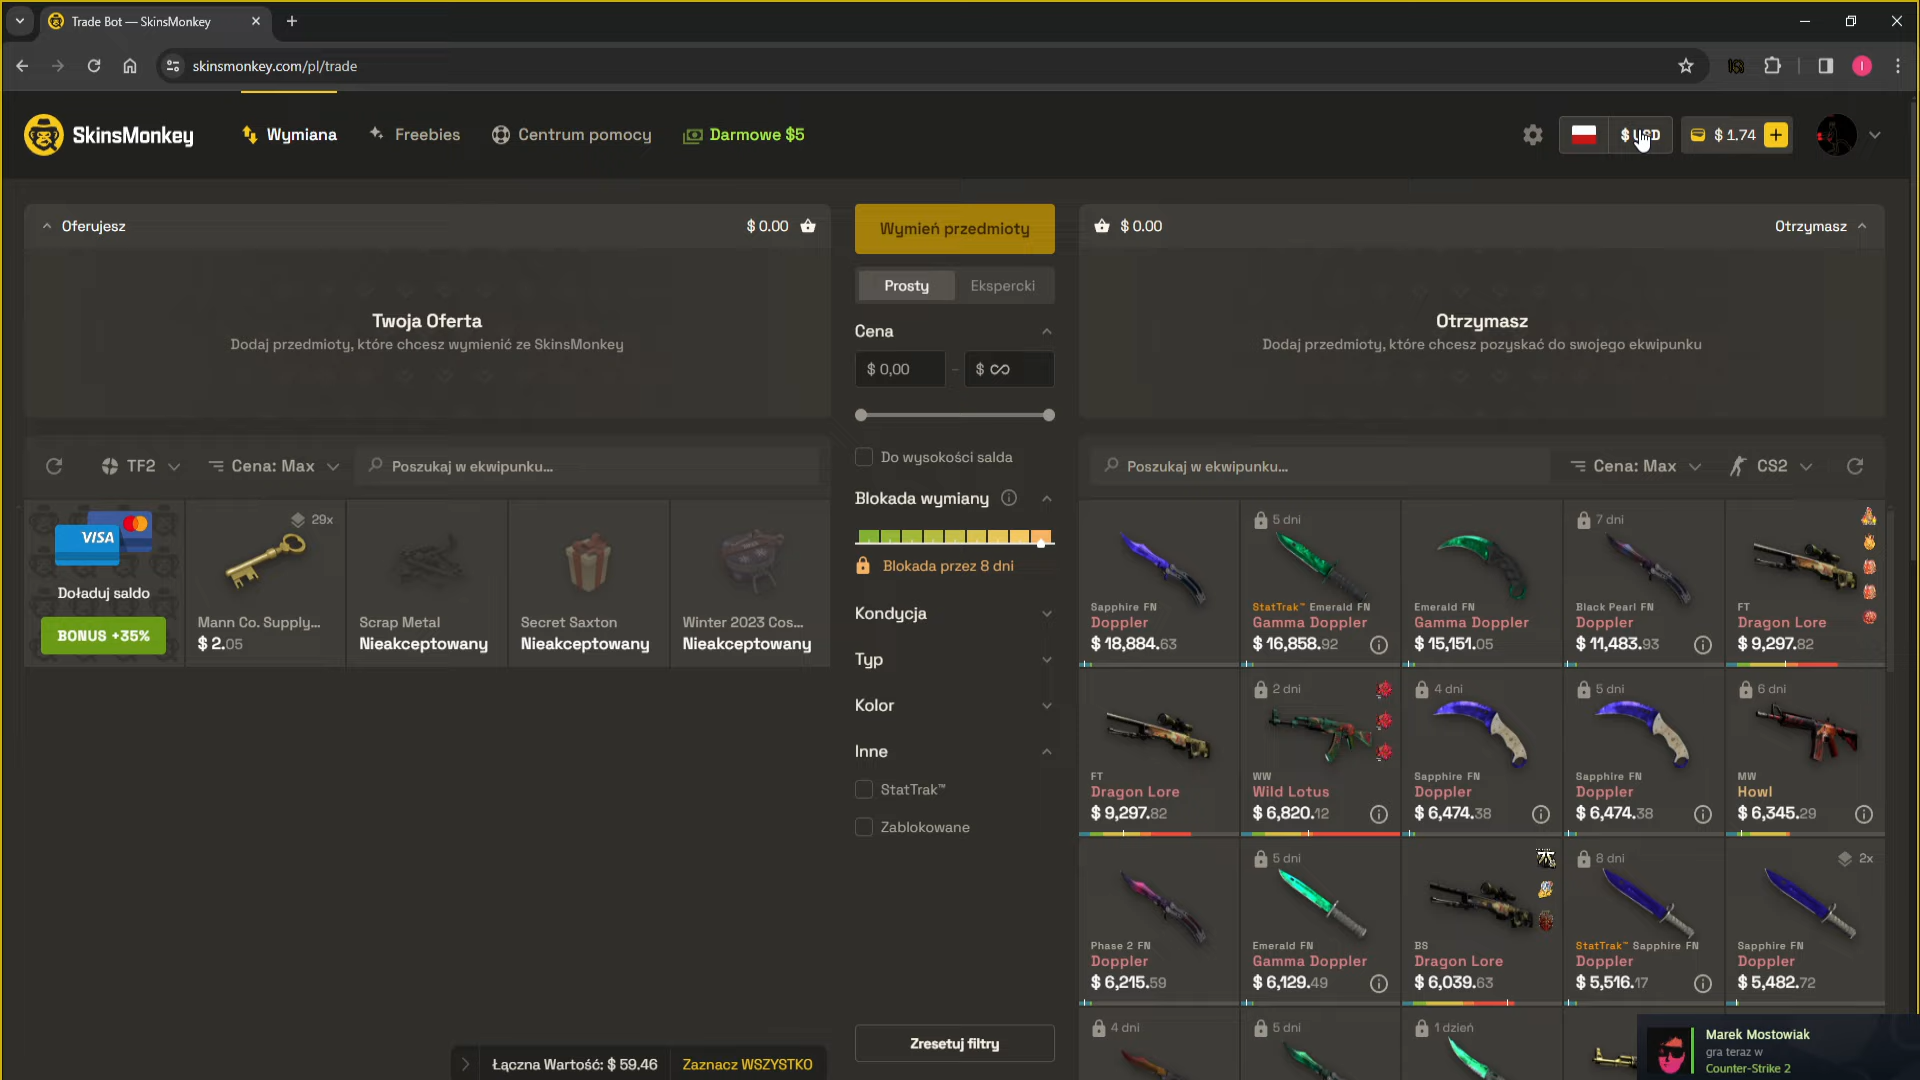 Trade Bot — SkinsMonkey
skinsmonkey.com/pl/trade
SkinsMonkey
Wymiana
Freebies
Centrum pomocy
Darmowe $5
$ USD
$ 1.74
Oferujesz
$ 0.00
Twoja Oferta
Dodaj przedmioty, które chcesz wymienić ze SkinsMonkey
TF2
Cena: Max
Poszukaj w ekwipunku...
VISA
Doładuj saldo
BONUS +35%
29x
Mann Co. Supply...
$ 2.05
Scrap Metal
Nieakceptowany
Secret Saxton
Nieakceptowany
Winter 2023 Cos...
Nieakceptowany
Łączna Wartość: $ 59.46
Zaznacz WSZYSTKO
Wymień przedmioty
Prosty
Ekspercki
Cena
$ 0,00
–
$ ∞
Do wysokości salda
Blokada wymiany
Blokada przez 8 dni
Kondycja
Typ
Kolor
Inne
StatTrak™
Zablokowane
Zresetuj filtry
$ 0.00
Otrzymasz
Otrzymasz
Dodaj przedmioty, które chcesz pozyskać do swojego ekwipunku
Poszukaj w ekwipunku...
Cena: Max
CS2
Sapphire FN
Doppler
$ 18,884.63
5 dni
StatTrak™ Emerald FN
Gamma Doppler
$ 16,858.92
Emerald FN
Gamma Doppler
$ 15,151.05
7 dni
Black Pearl FN
Doppler
$ 11,483.93
FT
Dragon Lore
$ 9,297.82
FT
Dragon Lore
$ 9,297.82
2 dni
WW
Wild Lotus
$ 6,820.12
4 dni
Sapphire FN
Doppler
$ 6,474.38
5 dni
Sapphire FN
Doppler
$ 6,474.38
6 dni
MW
Howl
$ 6,345.29
Phase 2 FN
Doppler
$ 6,215.59
5 dni
Emerald FN
Gamma Doppler
$ 6,129.49
BS
Dragon Lore
$ 6,039.63
8 dni
StatTrak™ Sapphire FN
Doppler
$ 5,516.17
2x
Sapphire FN
Doppler
$ 5,482.72
4 dni
5 dni
1 dzień
Marek Mostowiak
gra teraz w
Counter-Strike 2